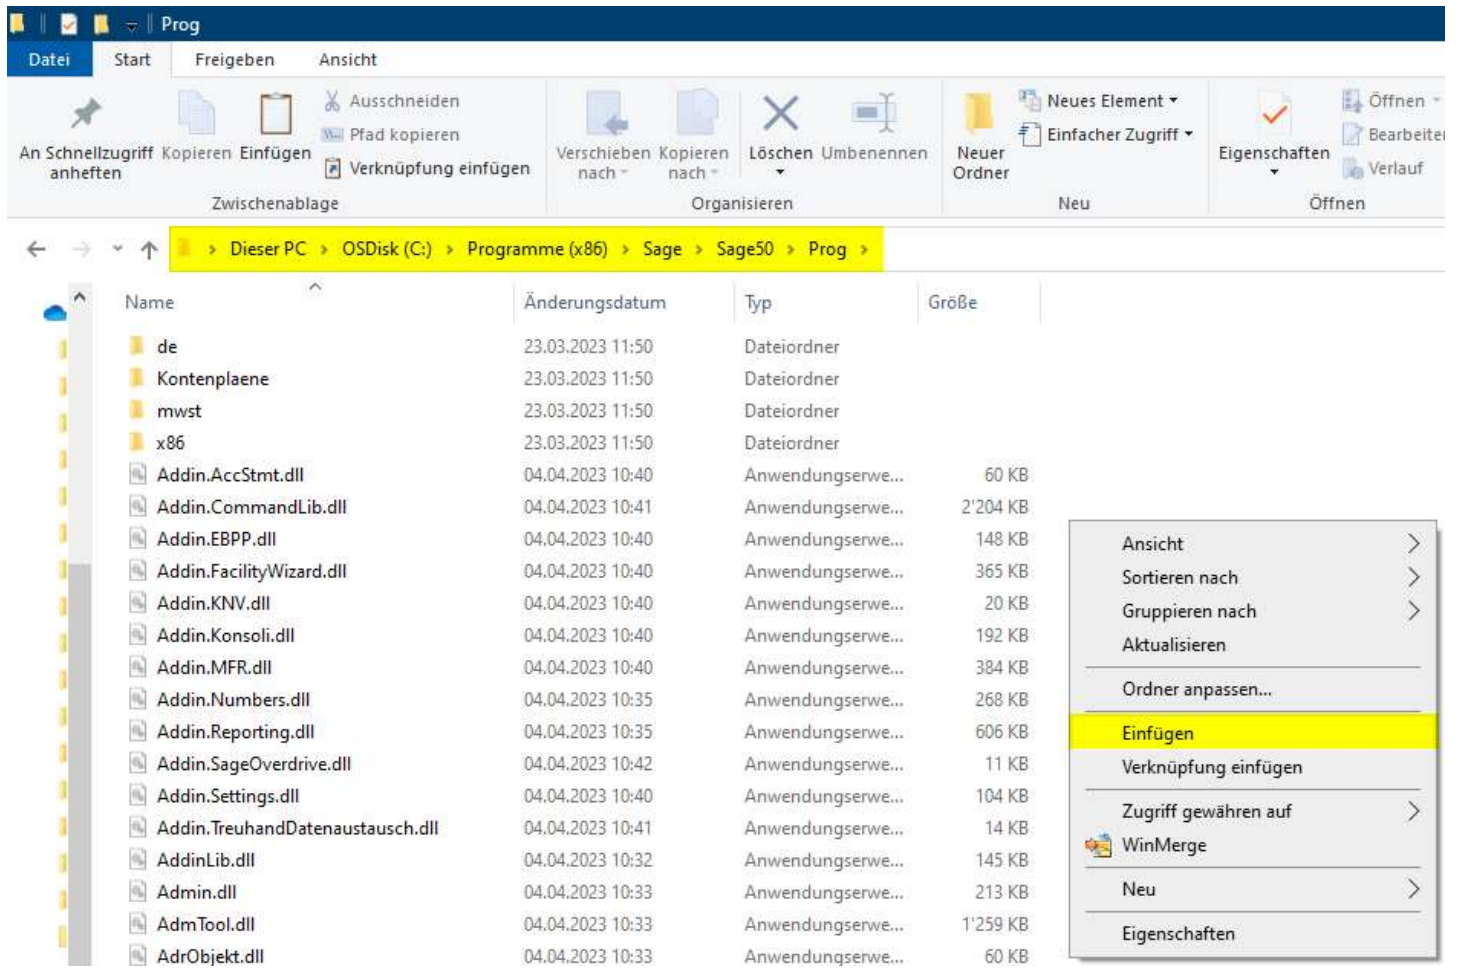 Prog
Datei Start Freigeben Ansicht
An Schnellzugriff anheften
Kopieren
Einfügen
Ausschneiden
Pfad kopieren
Verknüpfung einfügen
Zwischenablage
Verschieben nach
Kopieren nach
Löschen
Umbenennen
Organisieren
Neuer Ordner
Neues Element
Einfacher Zugriff
Neu
Eigenschaften
Öffnen
Bearbeiten
Verlauf
Öffnen
Dieser PC > OSDisk (C:) > Programme (x86) > Sage > Sage50 > Prog >
Name Änderungsdatum Typ Größe
de 23.03.2023 11:50 Dateiordner
Kontenplaene 23.03.2023 11:50 Dateiordner
mwst 23.03.2023 11:50 Dateiordner
x86 23.03.2023 11:50 Dateiordner
Addin.AccStmt.dll 04.04.2023 10:40 Anwendungserwe... 60 KB
Addin.CommandLib.dll 04.04.2023 10:41 Anwendungserwe... 2'204 KB
Addin.EBPP.dll 04.04.2023 10:40 Anwendungserwe... 148 KB
Addin.FacilityWizard.dll 04.04.2023 10:40 Anwendungserwe... 365 KB
Addin.KNV.dll 04.04.2023 10:40 Anwendungserwe... 20 KB
Addin.Konsoli.dll 04.04.2023 10:40 Anwendungserwe... 192 KB
Addin.MFR.dll 04.04.2023 10:40 Anwendungserwe... 384 KB
Addin.Numbers.dll 04.04.2023 10:35 Anwendungserwe... 268 KB
Addin.Reporting.dll 04.04.2023 10:35 Anwendungserwe... 606 KB
Addin.SageOverdrive.dll 04.04.2023 10:42 Anwendungserwe... 11 KB
Addin.Settings.dll 04.04.2023 10:40 Anwendungserwe... 104 KB
Addin.TreuhandDatenaustausch.dll 04.04.2023 10:41 Anwendungserwe... 14 KB
AddinLib.dll 04.04.2023 10:32 Anwendungserwe... 145 KB
Admin.dll 04.04.2023 10:33 Anwendungserwe... 213 KB
AdmTool.dll 04.04.2023 10:33 Anwendungserwe... 1'259 KB
AdrObjekt.dll 04.04.2023 10:33 Anwendungserwe... 60 KB
Ansicht
Sortieren nach
Gruppieren nach
Aktualisieren
Ordner anpassen...
Einfügen
Verknüpfung einfügen
Zugriff gewähren auf
WinMerge
Neu
Eigenschaften